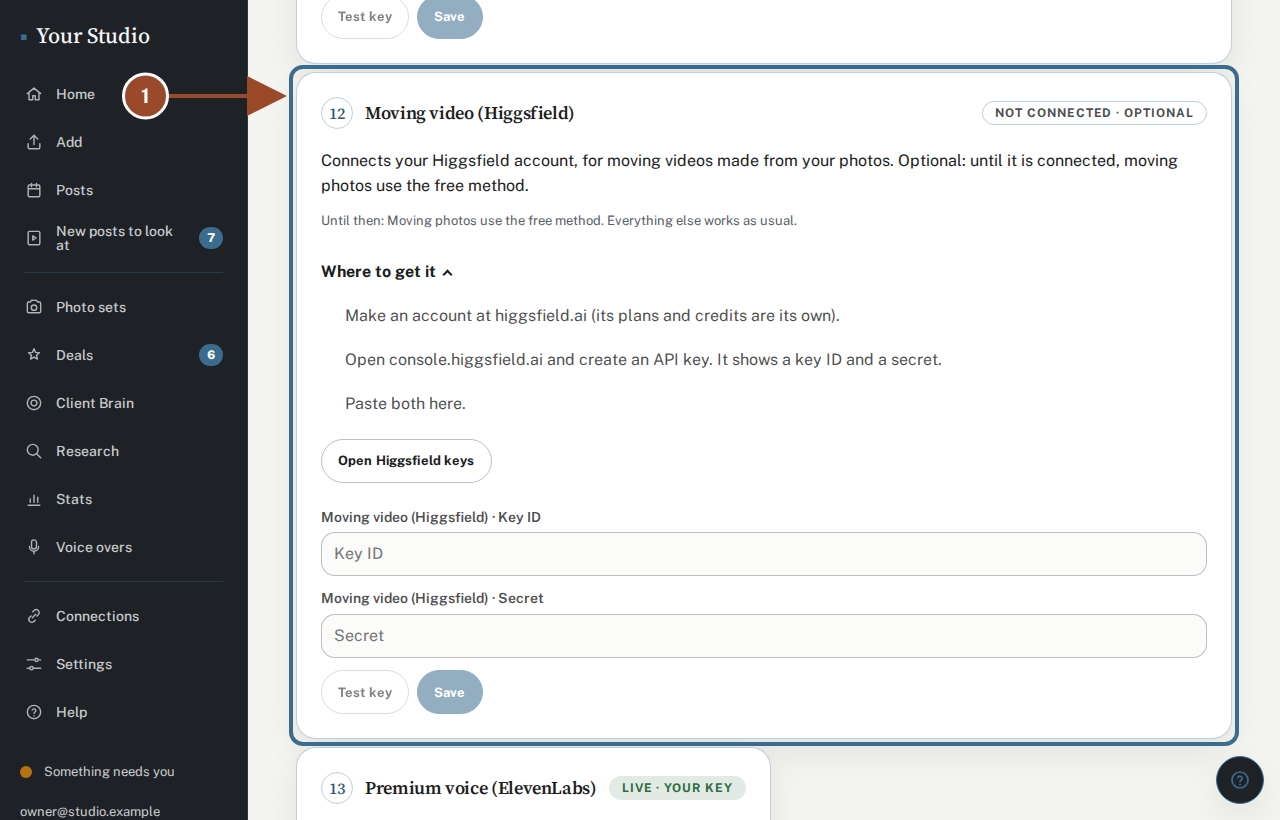 Your Studio
Home
1
Add
Posts
New posts to look
at
7
Photo sets
Deals
6
Client Brain
Research
Stats
Voice overs
Connections
Settings
Help
Something needs you
owner@studio.example
Test key
Save
12
Moving video (Higgsfield)
NOT CONNECTED · OPTIONAL
Connects your Higgsfield account, for moving videos made from your photos. Optional: until it is connected, moving
photos use the free method.
Until then: Moving photos use the free method. Everything else works as usual.
Where to get it
Make an account at higgsfield.ai (its plans and credits are its own).
Open console.higgsfield.ai and create an API key. It shows a key ID and a secret.
Paste both here.
Open Higgsfield keys
Moving video (Higgsfield) · Key ID
Key ID
Moving video (Higgsfield) · Secret
Secret
Test key
Save
13
Premium voice (ElevenLabs)
LIVE · YOUR KEY